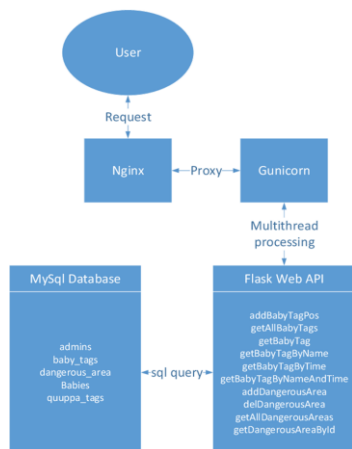 User
Request
Nginx
Proxy
Gunicorn
Multithread
processing
MySql Database
admins
baby_tags
dangerous_area
Babies
quuppa_tags
sql query
Flask Web API
addBabyTagPos
getAllBabyTags
getBabyTag
getBabyTagByName
getBabyTagByTime
getBabyTagByNameAndTime
addDangerousArea
delDangerousArea
getAllDangerousAreas
getDangerousAreaById